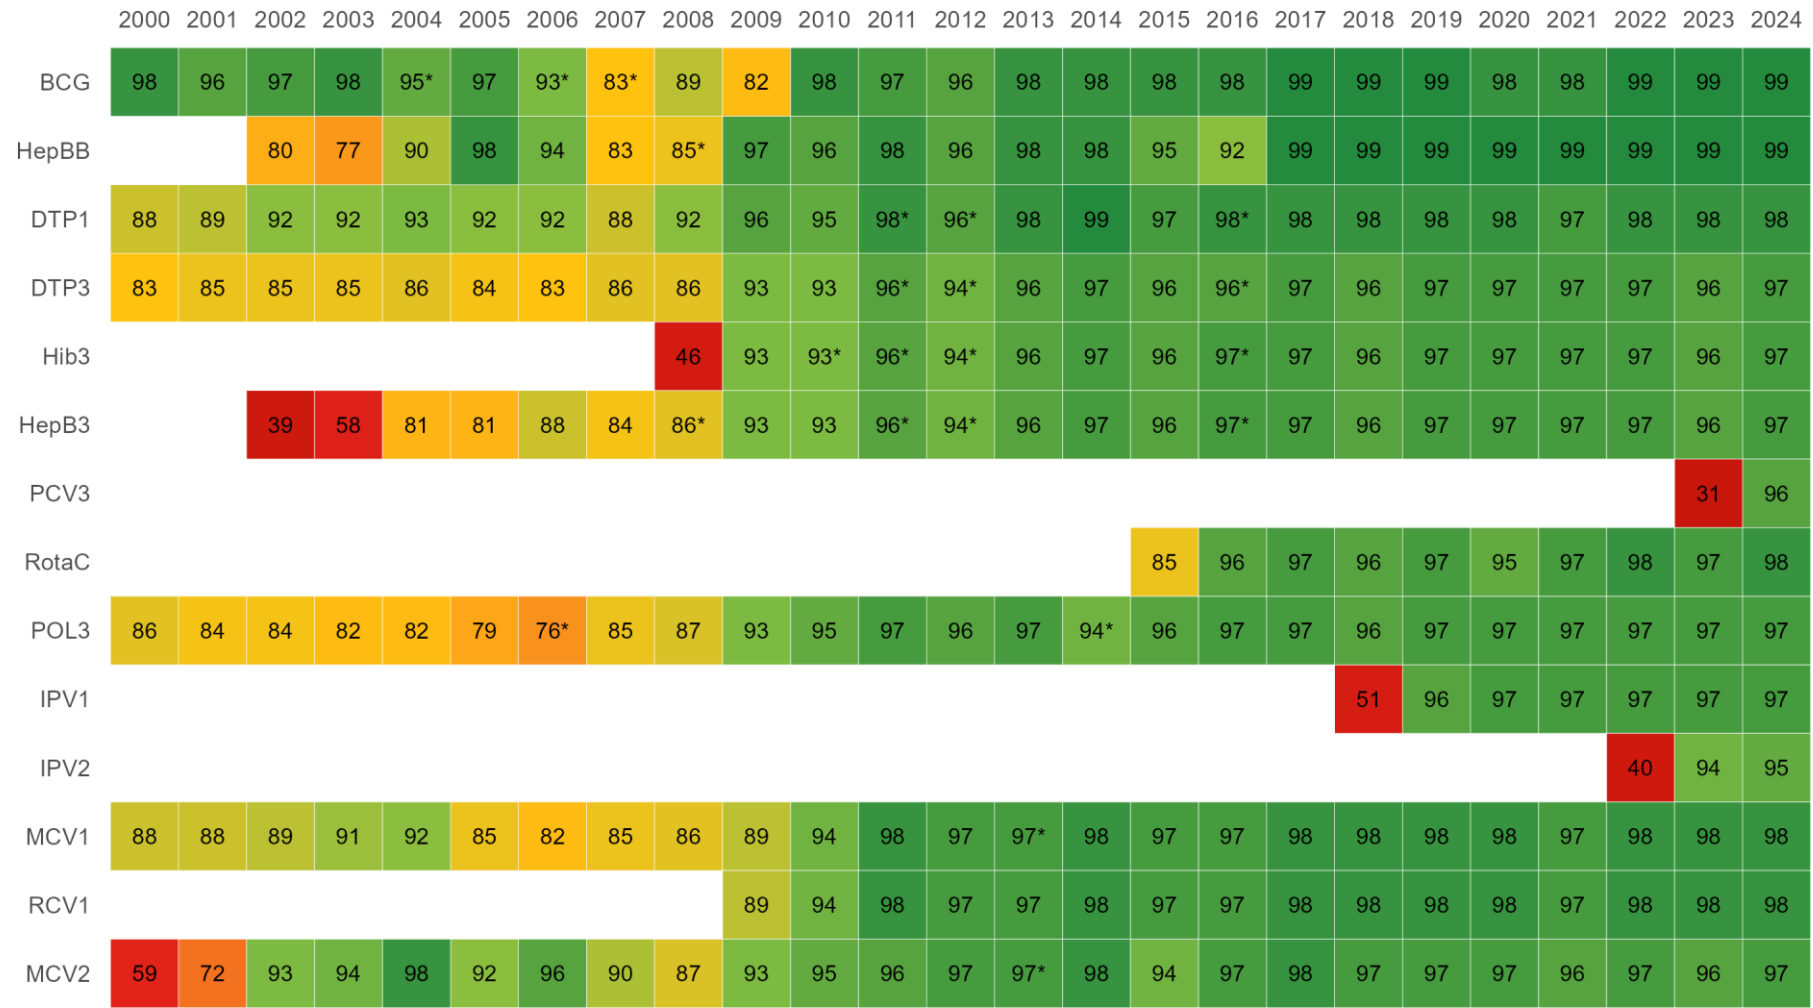 2000 2001 2002 2003 2004 2005 2006 2007 2008 2009 2010 2011 2012 2013 2014 2015 2016 2017 2018 2019 2020 2021 2022 2023 2024
BCG 98 96 97 98 95* 97 93* 83* 89 82 98 97 96 98 98 98 98 99 99 99 98 98 99 99 99
HepBB 80 77 90 98 94 83 85* 97 96 98 96 98 98 95 92 99 99 99 99 99 99 99 99
DTP1 88 89 92 92 93 92 92 88 92 96 95 98* 96* 98 99 97 98* 98 98 98 98 97 98 98 98
DTP3 83 85 85 85 86 84 83 86 86 93 93 96* 94* 96 97 96 96* 97 96 97 97 97 97 96 97
Hib3 46 93 93* 96* 94* 96 97 96 97* 97 96 97 97 97 97 96 97
HepB3 39 58 81 81 88 84 86* 93 93 96* 94* 96 97 96 97* 97 96 97 97 97 97 96 97
PCV3 31 96
RotaC 85 96 97 96 97 95 97 98 97 98
POL3 86 84 84 82 82 79 76* 85 87 93 95 97 96 97 94* 96 97 97 96 97 97 97 97 97 97
IPV1 51 96 97 97 97 97 97
IPV2 40 94 95
MCV1 88 88 89 91 92 85 82 85 86 89 94 98 97 97* 98 97 97 98 98 98 98 97 98 98 98
RCV1 89 94 98 97 97 98 97 97 98 98 98 98 97 98 98 98
MCV2 59 72 93 94 98 92 96 90 87 93 95 96 97 97* 98 94 97 98 97 97 97 96 97 96 97